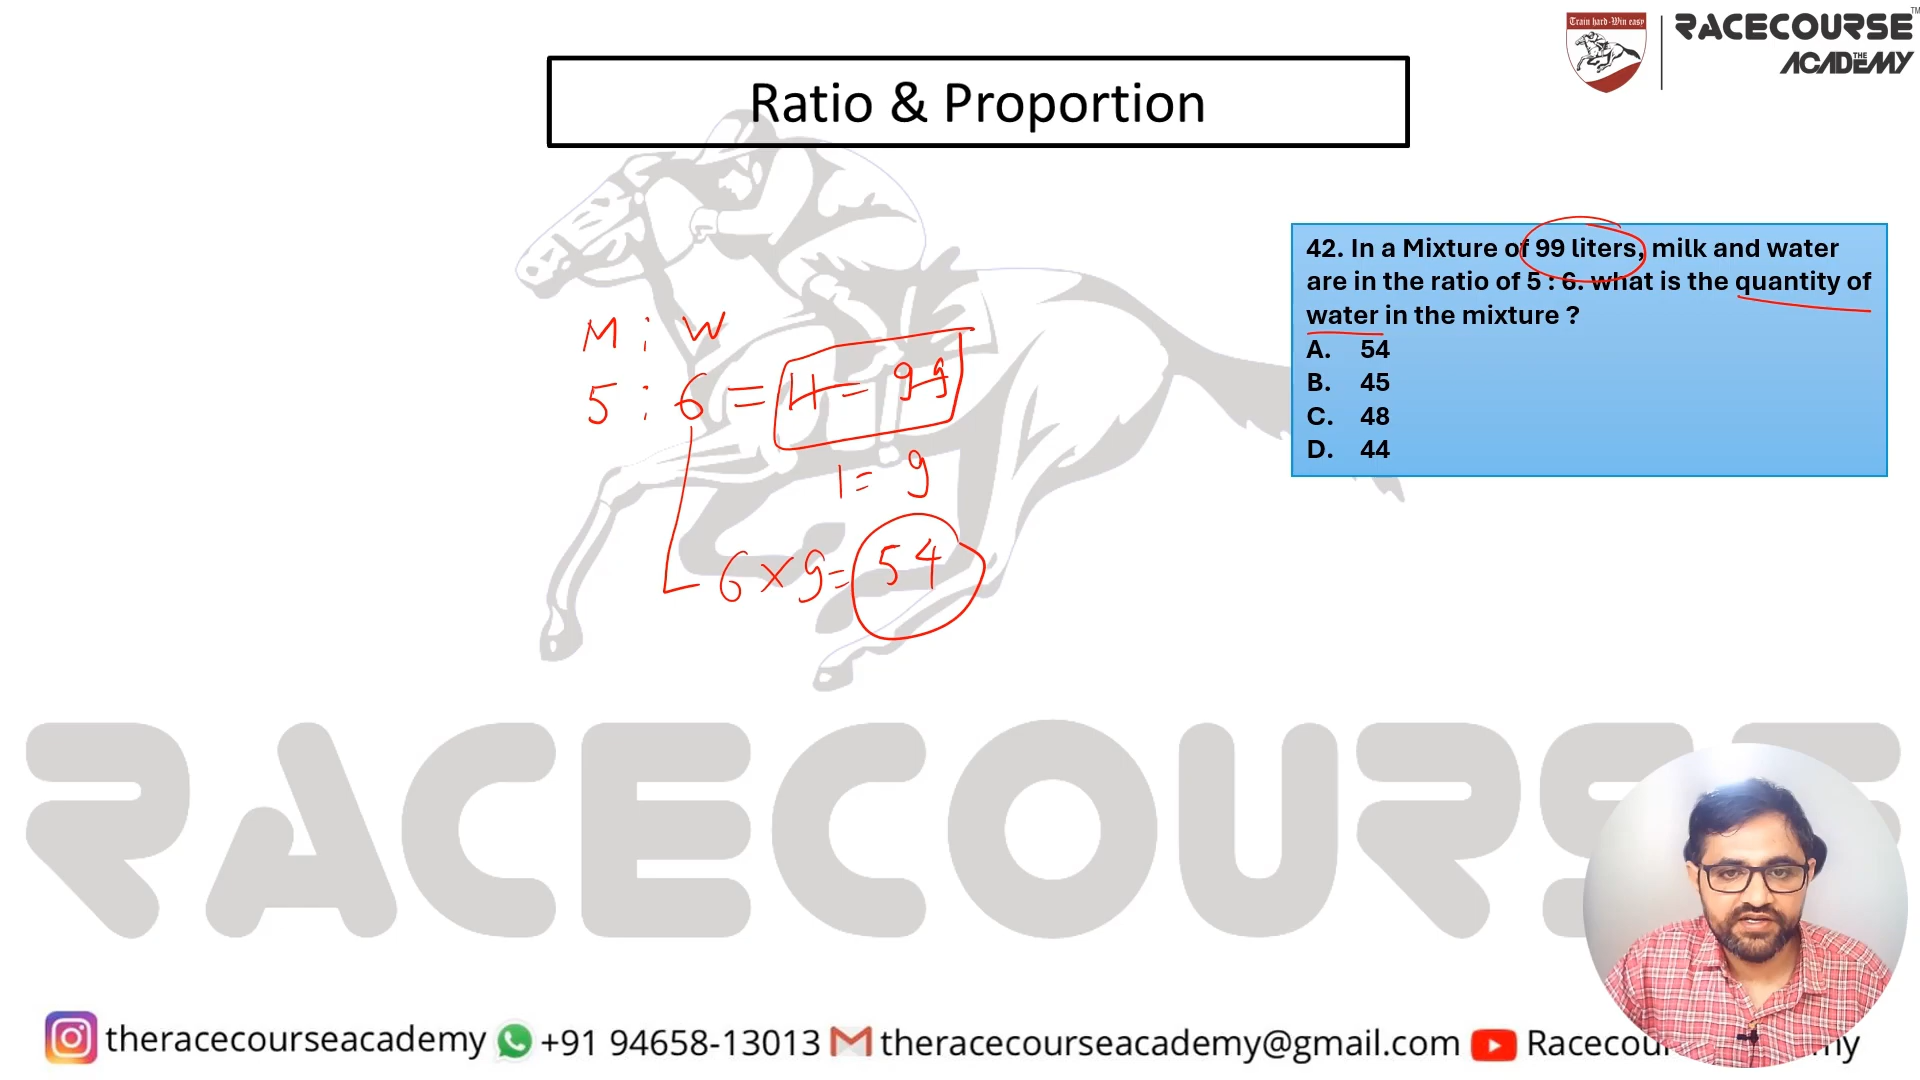 Train hard-Win easy
RACECOURSE TM
THE ACADEMY
Ratio & Proportion
42. In a Mixture of 99 liters, milk and water
are in the ratio of 5 : 6. what is the quantity of
water in the mixture ?
A. 54
B. 45
C. 48
D. 44
M : W
5 : 6 = 11 = 99
1 = 9
6 × 9 = 54
RACECOURSE
theracecourseacademy +91 94658-13013 theracecourseacademy@gmail.com